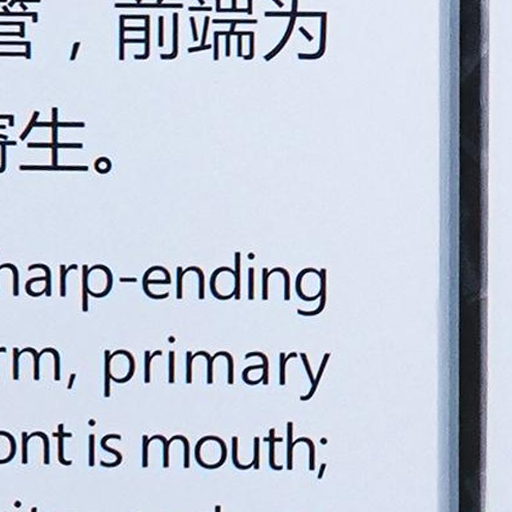 管，前端为
寄生。
harp-ending
rm, primary
ont is mouth;